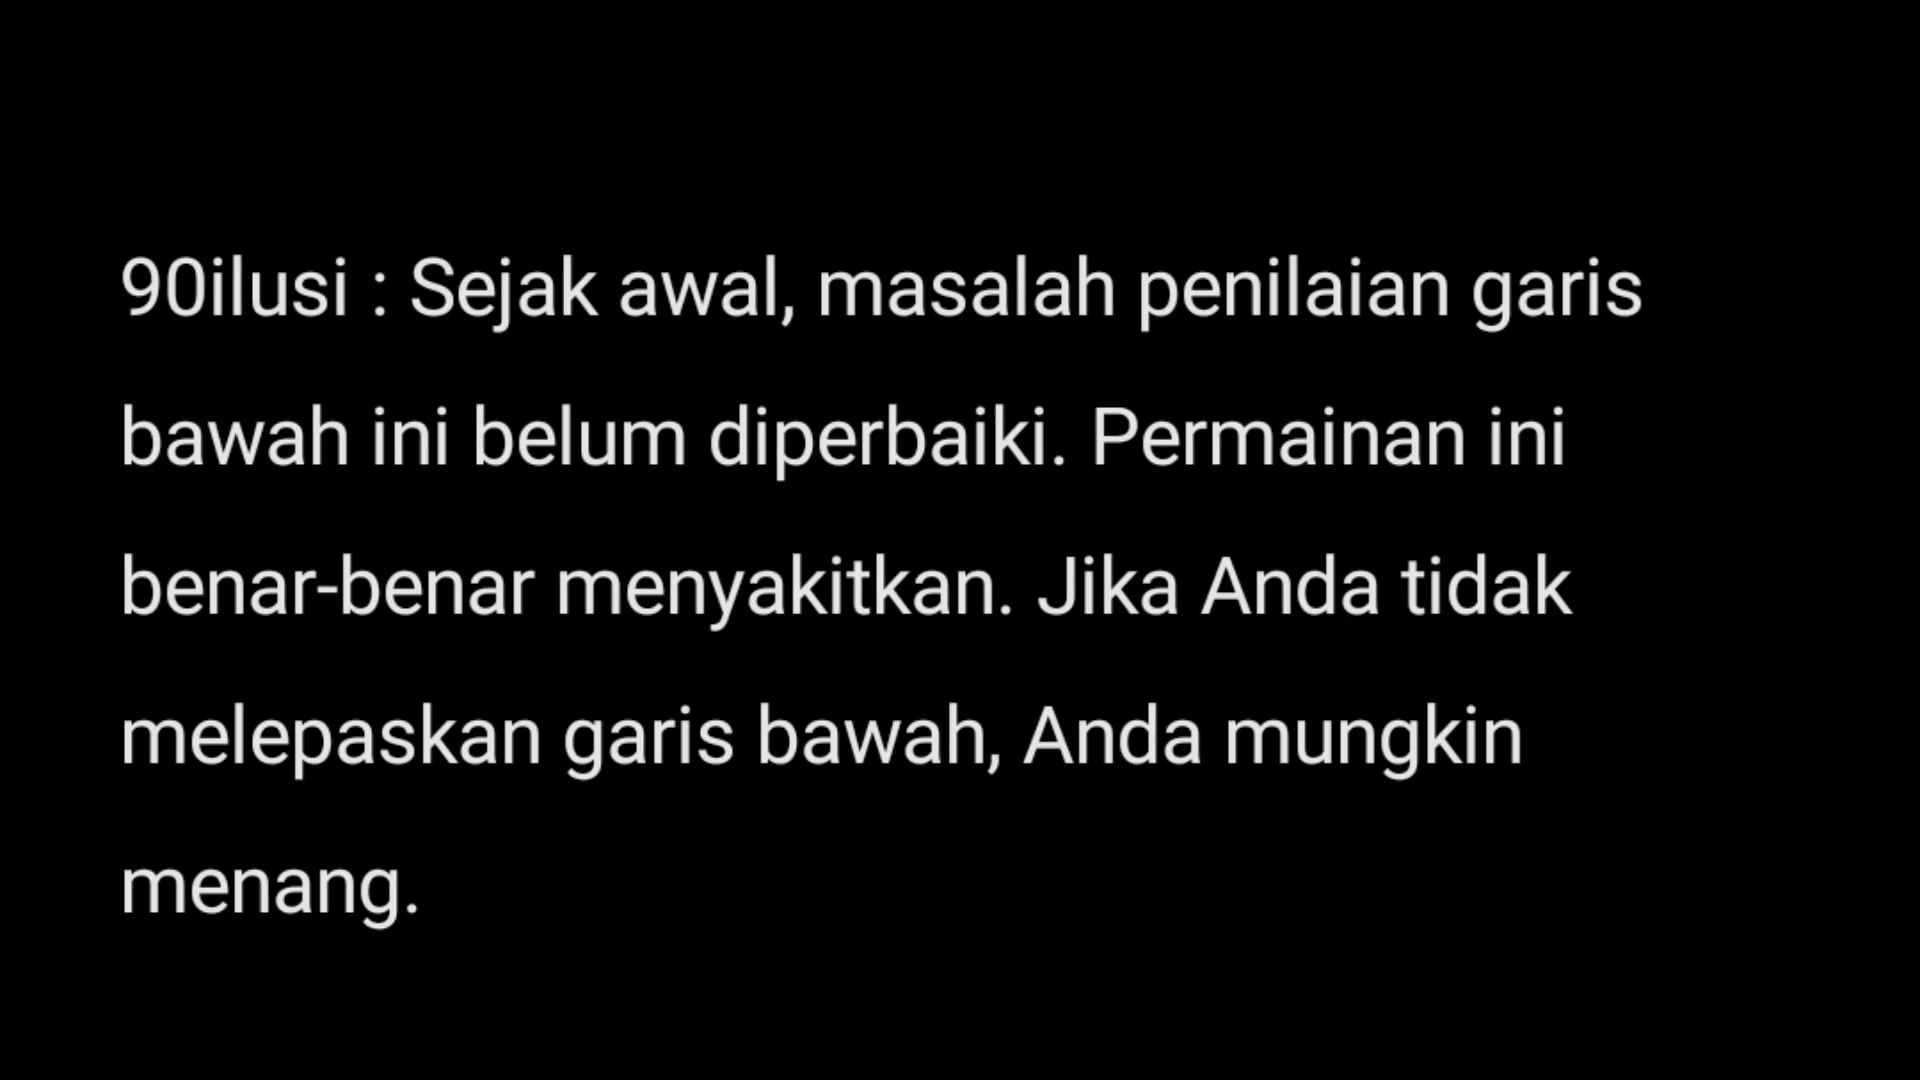 90ilusi : Sejak awal, masalah penilaian garis
bawah ini belum diperbaiki. Permainan ini
benar-benar menyakitkan. Jika Anda tidak
melepaskan garis bawah, Anda mungkin
menang.